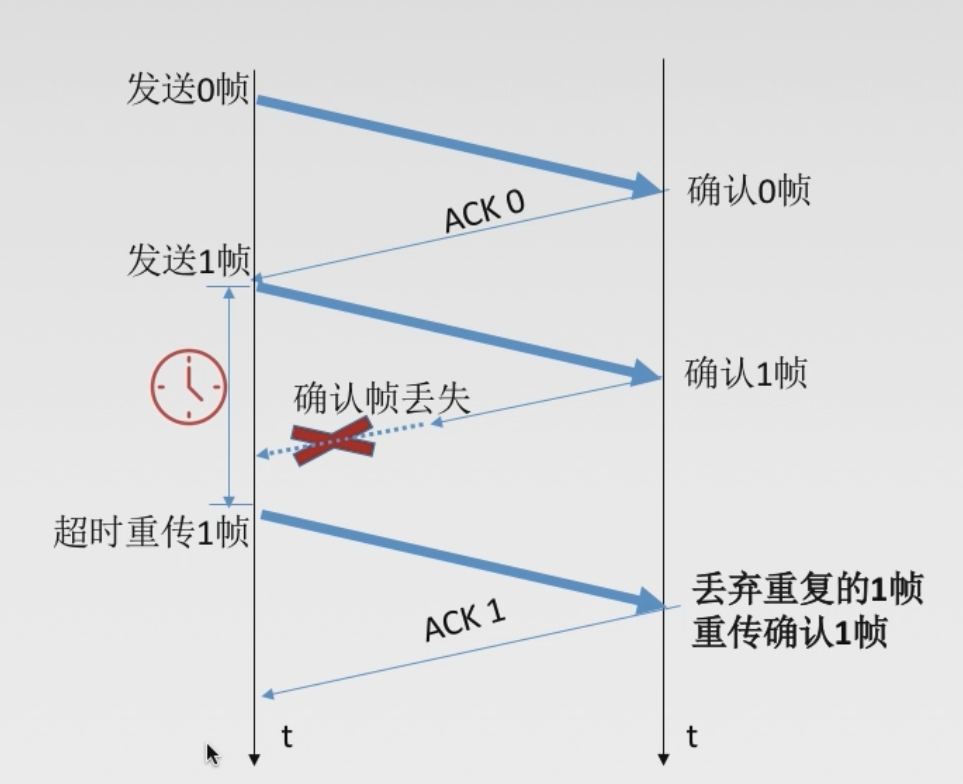 发送0帧
确认0帧
ACK 0
发送1帧
确认1帧
确认帧丢失
超时重传1帧
丢弃重复的1帧
重传确认1帧
ACK 1
t
t